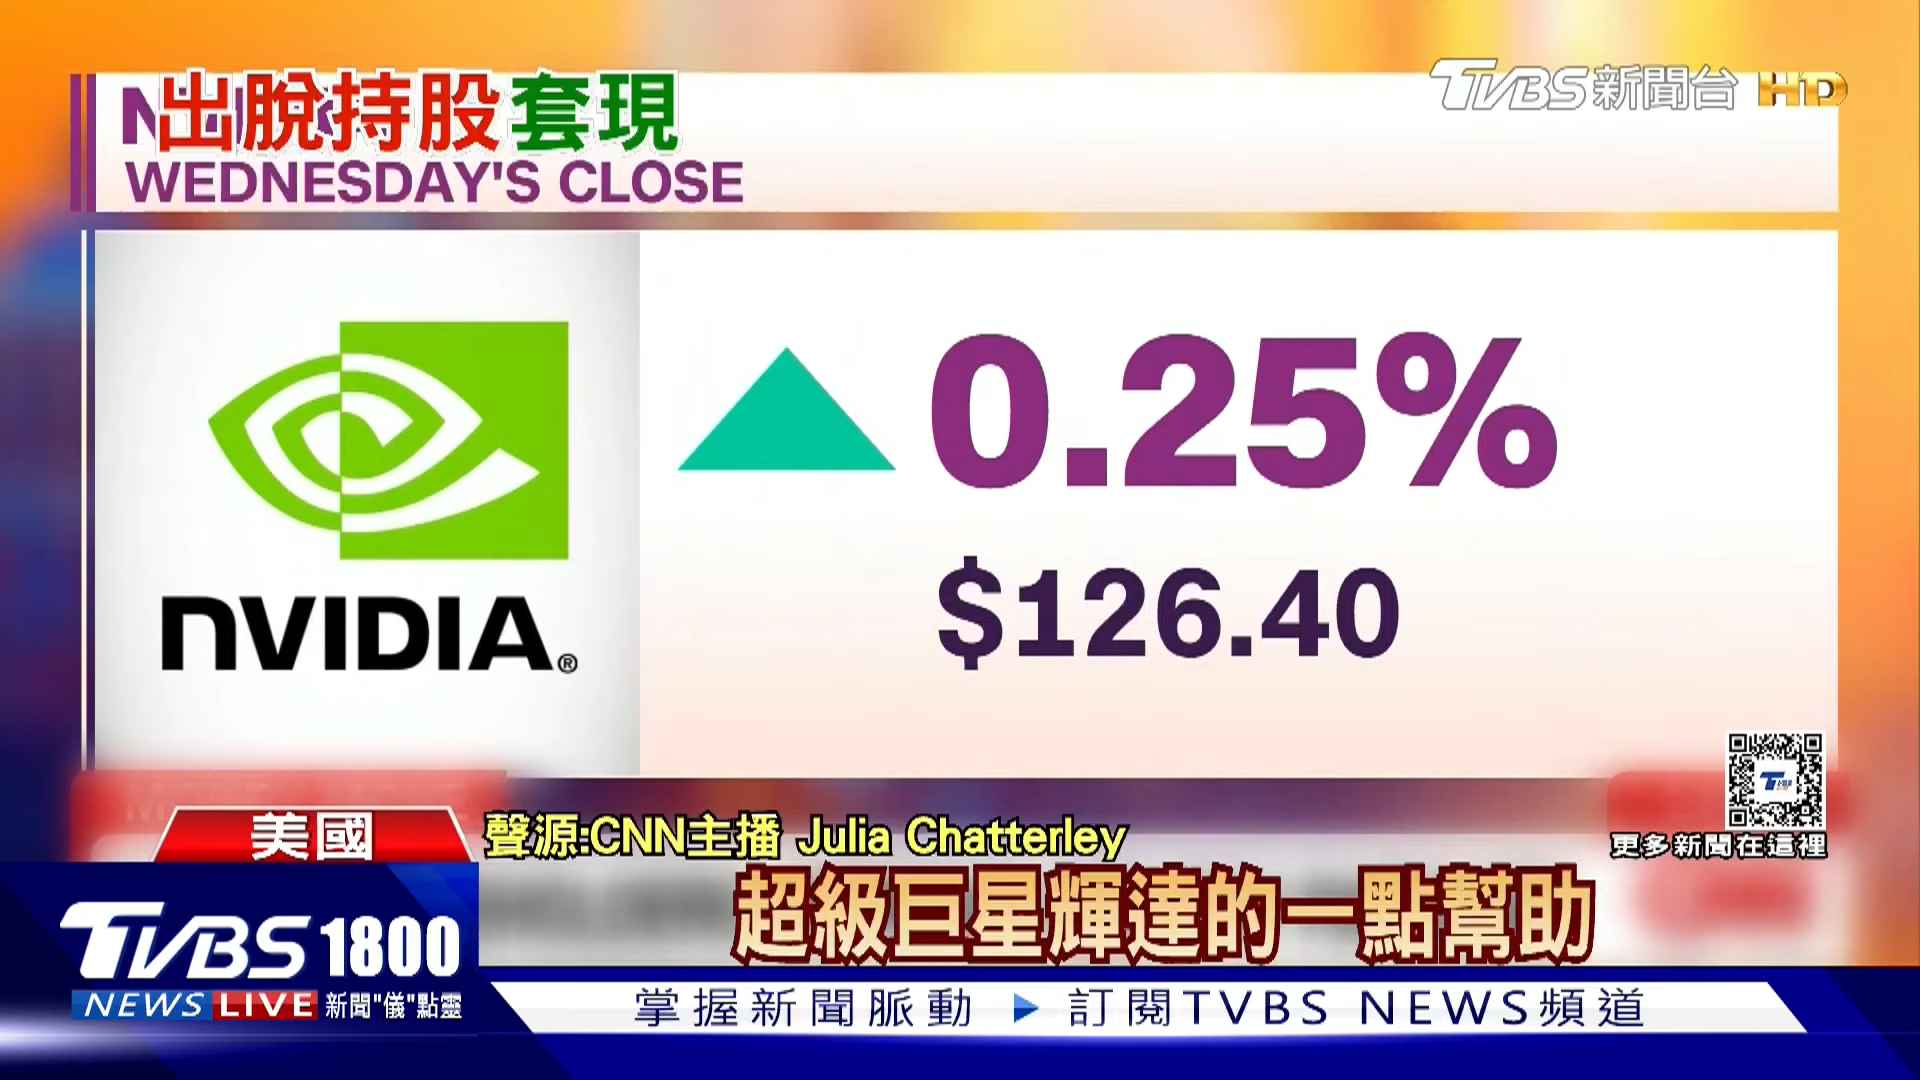 出脫持股套現
TVBS新聞台 HD
WEDNESDAY'S CLOSE
0.25%
$126.40
NVIDIA®
美國
聲源:CNN主播 Julia Chatterley
更多新聞在這裡
超級巨星輝達的一點幫助
TVBS 1800
NEWS LIVE 新聞"儀"點靈
掌握新聞脈動 ▶ 訂閱TVBS NEWS頻道